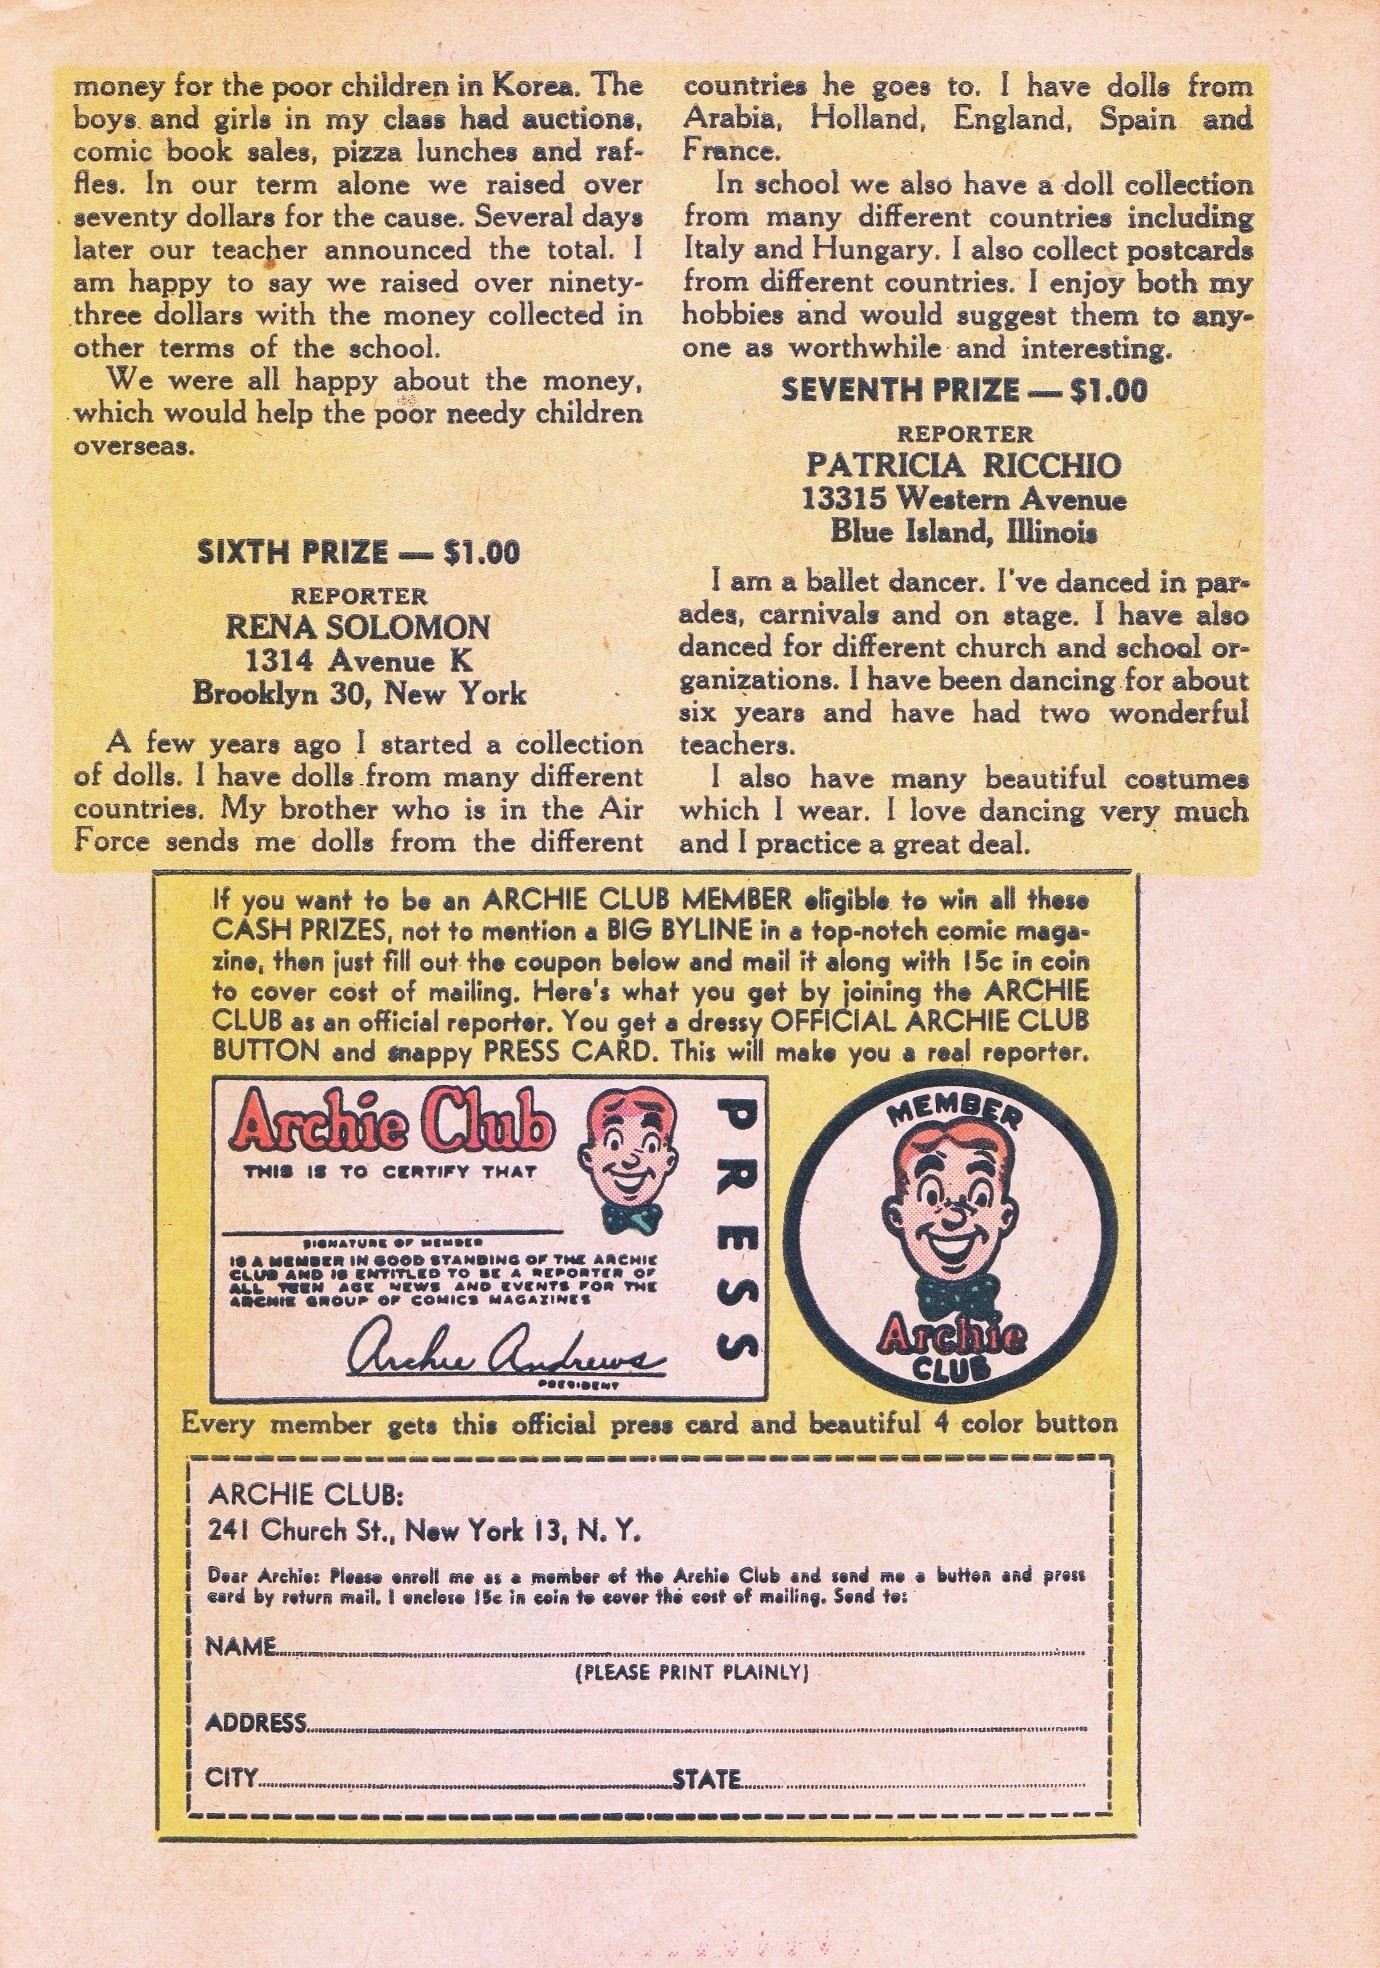 money for the poor children in Korea. The
boys and girls in my class had auctions,
comic book sales, pizza lunches and raf-
fles. In our term alone we raised over
seventy dollars for the cause. Several days
later our teacher announced the total. I
am happy to say we raised over ninety-
three dollars with the money collected in
other terms of the school.
We were all happy about the money,
which would help the poor needy children
overseas.
SIXTH PRIZE — $1.00
REPORTER
RENA SOLOMON
1314 Avenue K
Brooklyn 30, New York
A few years ago I started a collection
of dolls. I have dolls from many different
countries. My brother who is in the Air
Force sends me dolls from the different
countries he goes to. I have dolls from
Arabia, Holland, England, Spain and
France.
In school we also have a doll collection
from many different countries including
Italy and Hungary. I also collect postcards
from different countries. I enjoy both my
hobbies and would suggest them to any-
one as worthwhile and interesting.
SEVENTH PRIZE — $1.00
REPORTER
PATRICIA RICCHIO
13315 Western Avenue
Blue Island, Illinois
I am a ballet dancer. I've danced in par-
ades, carnivals and on stage. I have also
danced for different church and school or-
ganizations. I have been dancing for about
six years and have had two wonderful
teachers.
I also have many beautiful costumes
which I wear. I love dancing very much
and I practice a great deal.
If you want to be an ARCHIE CLUB MEMBER eligible to win all these
CASH PRIZES, not to mention a BIG BYLINE in a top-notch comic maga-
zine, then just fill out the coupon below and mail it along with 15c in coin
to cover cost of mailing. Here's what you get by joining the ARCHIE
CLUB as an official reporter. You get a dressy OFFICIAL ARCHIE CLUB
BUTTON and snappy PRESS CARD. This will make you a real reporter.
Archie Club
THIS IS TO CERTIFY THAT
SIGNATURE OF MEMBER
IS A MEMBER IN GOOD STANDING OF THE ARCHIE
CLUB AND IS ENTITLED TO BE A REPORTER OF
ALL TEEN AGE NEWS AND EVENTS FOR THE
ARCHIE GROUP OF COMICS MAGAZINES
Archie Andrews
PRESIDENT
PRESS
MEMBER
Archie
CLUB
Every member gets this official press card and beautiful 4 color button
ARCHIE CLUB:
241 Church St., New York 13, N. Y.
Dear Archie: Please enroll me as a member of the Archie Club and send me a button and press
card by return mail. I enclose 15c in coin to cover the cost of mailing. Send to:
NAME
(PLEASE PRINT PLAINLY)
ADDRESS
CITY STATE